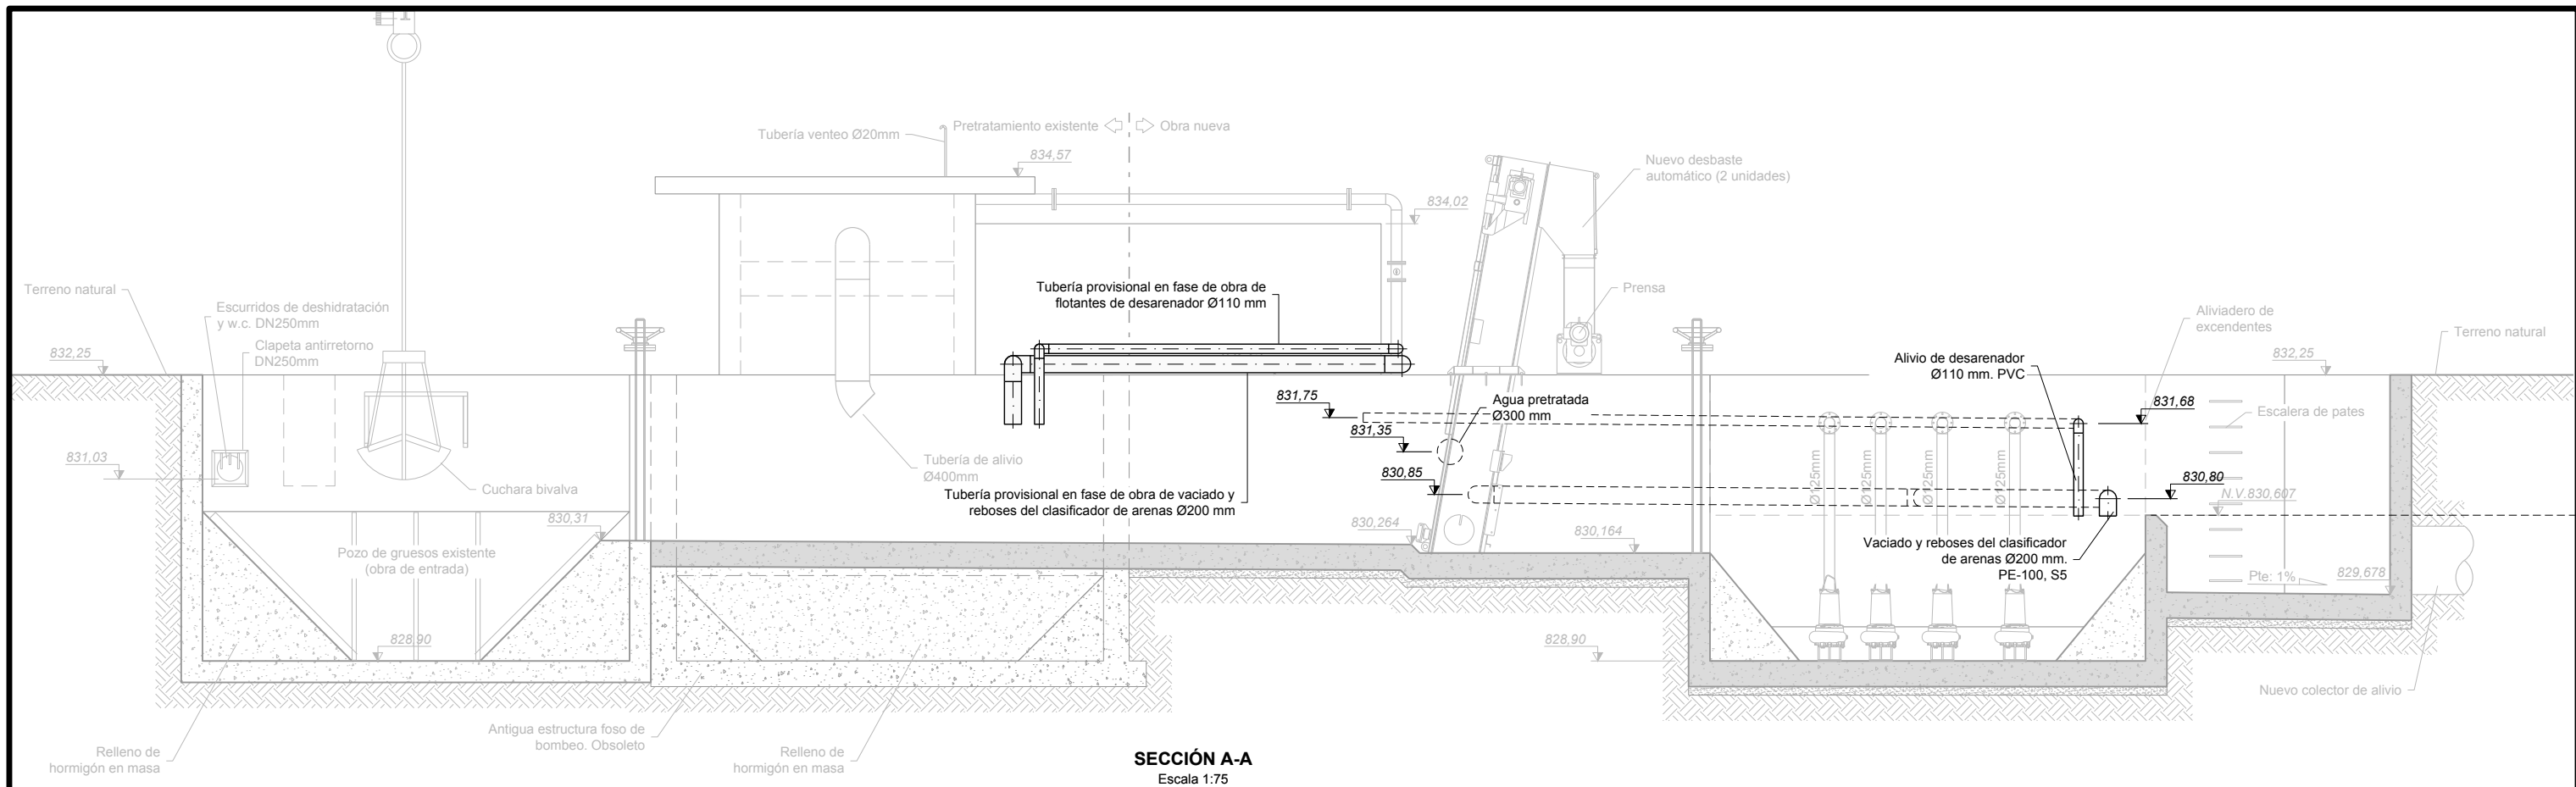 Tubería venteo Ø20mm
Pretratamiento existente
Obra nueva
834,57
Nuevo desbaste
automático (2 unidades)
834,02
Terreno natural
Escurridos de deshidratación
y w.c. DN250mm
Clapeta antirretorno
DN250mm
832,25
Tubería provisional en fase de obra de
flotantes de desarenador Ø110 mm
Prensa
Aliviadero de
excendentes
Terreno natural
832,25
Alivio de desarenador
Ø110 mm. PVC
831,75
Agua pretratada
Ø300 mm
831,68
Escalera de pates
831,35
831,03
Cuchara bivalva
Tubería de alivio
Ø400mm
830,85
Ø125mm
Ø125mm
Ø125mm
Ø125mm
830,80
N.V.830,607
Tubería provisional en fase de obra de vaciado y
reboses del clasificador de arenas Ø200 mm
830,31
830,264
830,164
Pozo de gruesos existente
(obra de entrada)
Vaciado y reboses del clasificador
de arenas Ø200 mm.
PE-100, S5
Pte: 1%
829,678
828,90
828,90
Nuevo colector de alivio
Antigua estructura foso de
bombeo. Obsoleto
Relleno de
hormigón en masa
Relleno de
hormigón en masa
SECCIÓN A-A
Escala 1:75